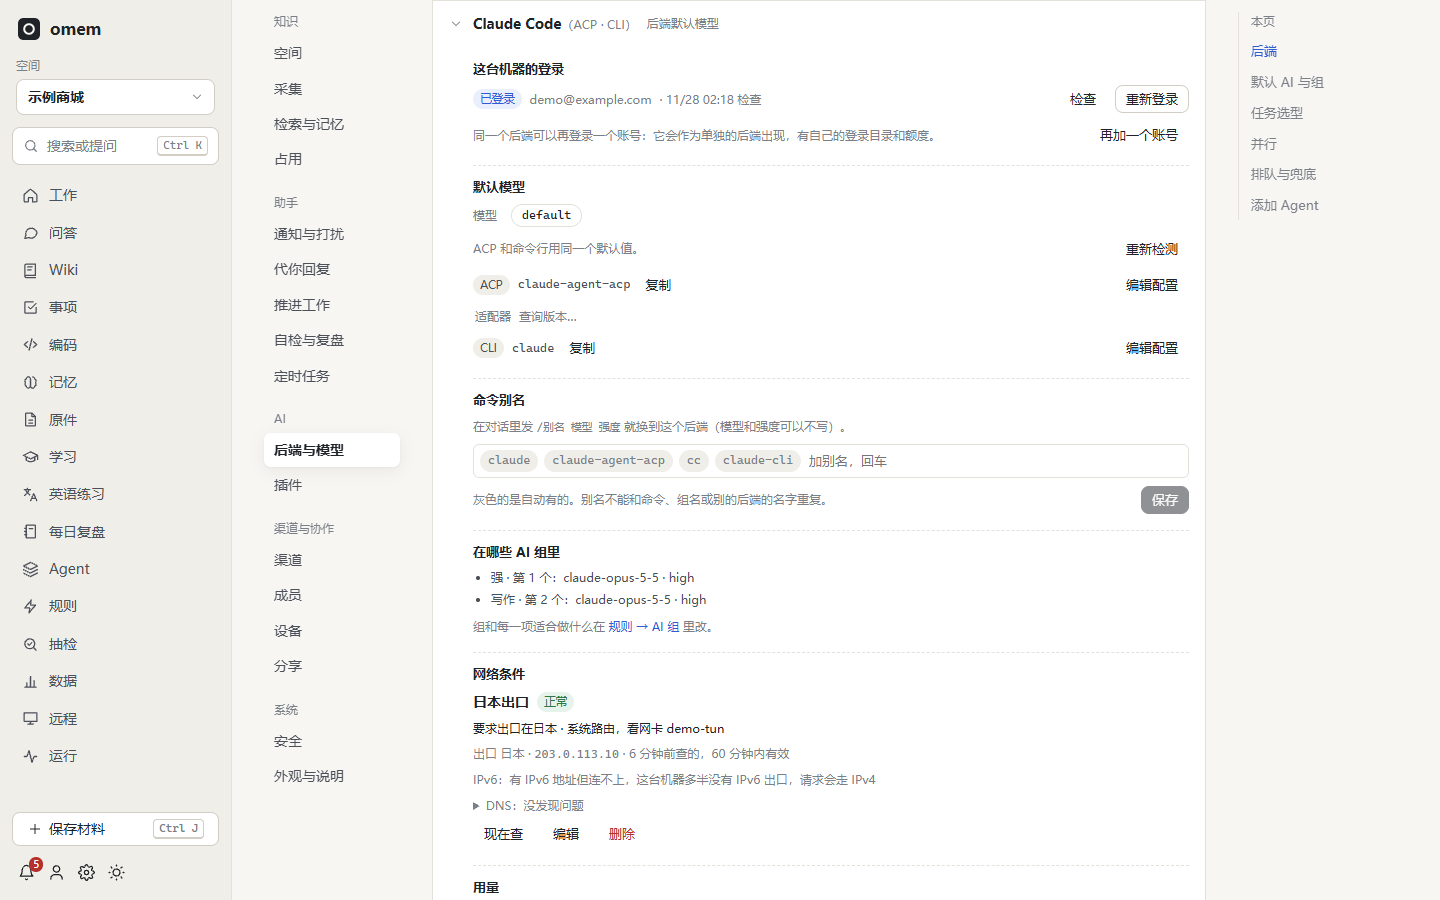 omem
空间
示例商城
搜索或提问 Ctrl K
工作
问答
Wiki
事项
编码
记忆
原件
学习
英语练习
每日复盘
Agent
规则
抽检
数据
远程
运行
保存材料 Ctrl J
5
知识
空间
采集
检索与记忆
占用
助手
通知与打扰
代你回复
推进工作
自检与复盘
定时任务
AI
后端与模型
插件
渠道与协作
渠道
成员
设备
分享
系统
安全
外观与说明
Claude Code (ACP · CLI) 后端默认模型
这台机器的登录
已登录 demo@example.com · 11/28 02:18 检查 检查 重新登录
同一个后端可以再登录一个账号：它会作为单独的后端出现，有自己的登录目录和额度。 再加一个账号
默认模型
模型 default
ACP 和命令行用同一个默认值。 重新检测
ACP claude-agent-acp 复制 编辑配置
适配器 查询版本…
CLI claude 复制 编辑配置
命令别名
在对话里发 /别名 模型 强度 就换到这个后端（模型和强度可以不写）。
claude claude-agent-acp cc claude-cli 加别名，回车
灰色的是自动有的。别名不能和命令、组名或别的后端的名字重复。 保存
在哪些 AI 组里
• 强 · 第 1 个：claude-opus-5-5 · high
• 写作 · 第 2 个：claude-opus-5-5 · high
组和每一项适合做什么在 规则 → AI 组 里改。
网络条件
日本出口 正常
要求出口在日本 · 系统路由，看网卡 demo-tun
出口 日本 · 203.0.113.10 · 6 分钟前查的，60 分钟内有效
IPv6：有 IPv6 地址但连不上，这台机器多半没有 IPv6 出口，请求会走 IPv4
DNS：没发现问题
现在查 编辑 删除
用量
本页
后端
默认 AI 与组
任务选型
并行
排队与兜底
添加 Agent